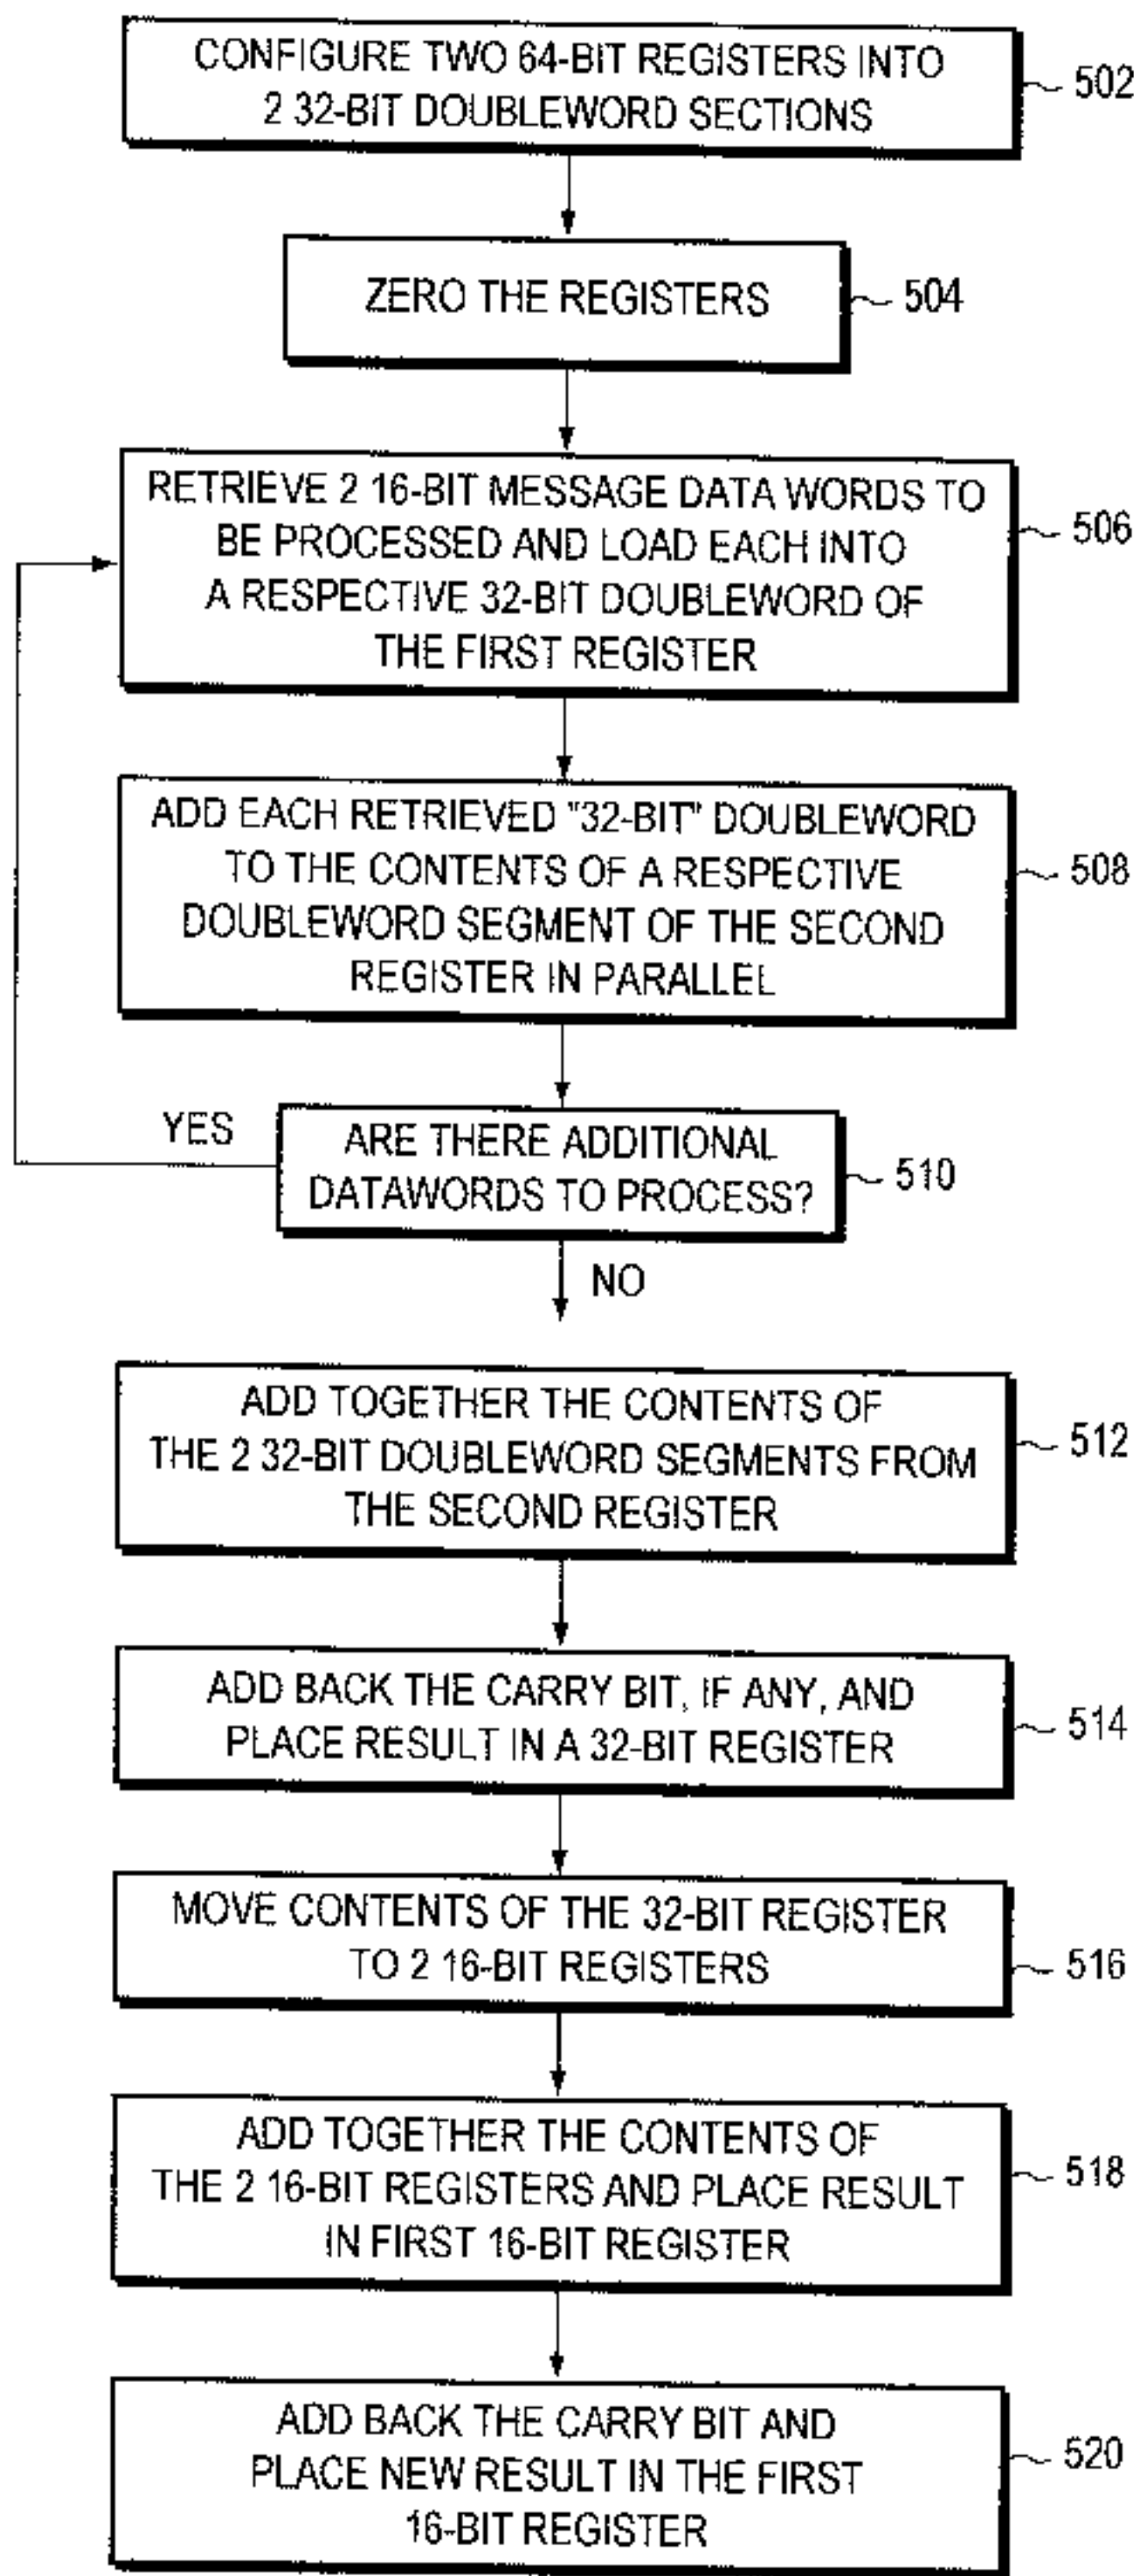 CONFIGURE TWO 64-BIT REGISTERS INTO
2 32-BIT DOUBLEWORD SECTIONS
502
ZERO THE REGISTERS
504
RETRIEVE 2 16-BIT MESSAGE DATA WORDS TO
BE PROCESSED AND LOAD EACH INTO
A RESPECTIVE 32-BIT DOUBLEWORD OF
THE FIRST REGISTER
506
ADD EACH RETRIEVED "32-BIT" DOUBLEWORD
TO THE CONTENTS OF A RESPECTIVE
DOUBLEWORD SEGMENT OF THE SECOND
REGISTER IN PARALLEL
508
YES
ARE THERE ADDITIONAL
DATAWORDS TO PROCESS?
510
NO
ADD TOGETHER THE CONTENTS OF
THE 2 32-BIT DOUBLEWORD SEGMENTS FROM
THE SECOND REGISTER
512
ADD BACK THE CARRY BIT, IF ANY, AND
PLACE RESULT IN A 32-BIT REGISTER
514
MOVE CONTENTS OF THE 32-BIT REGISTER
TO 2 16-BIT REGISTERS
516
ADD TOGETHER THE CONTENTS OF
THE 2 16-BIT REGISTERS AND PLACE RESULT
IN FIRST 16-BIT REGISTER
518
ADD BACK THE CARRY BIT AND
PLACE NEW RESULT IN THE FIRST
16-BIT REGISTER
520